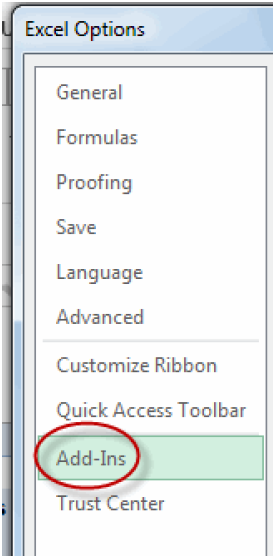 Excel Options
General
Formulas
Proofing
Save
Language
Advanced
Customize Ribbon
Quick Access Toolbar
Add-Ins
Trust Center